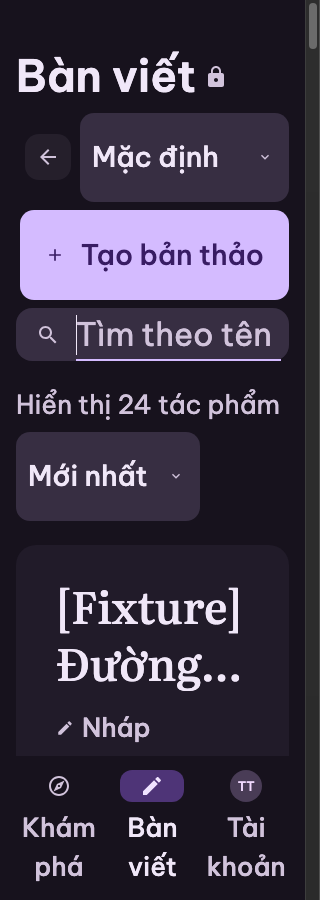 Bàn viết
Mặc định
Tạo bản thảo
Tìm theo tên
Hiển thị 24 tác phẩm
Mới nhất
[Fixture]
Đường...
Nháp
TT
Khám phá
Bàn viết
Tài khoản